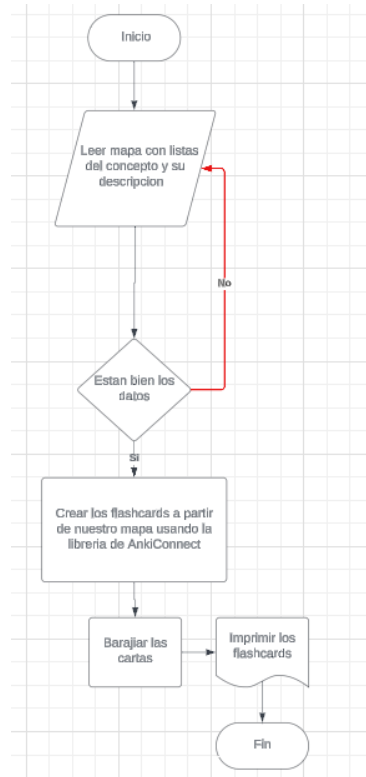 Inicio
Leer mapa con listas
del concepto y su
descripcion
No
Estan bien los
datos
Si
Crear los flashcards a partir
de nuestro mapa usando la
libreria de AnkiConnect
Barajiar las
cartas
Imprimir los
flashcards
Fin